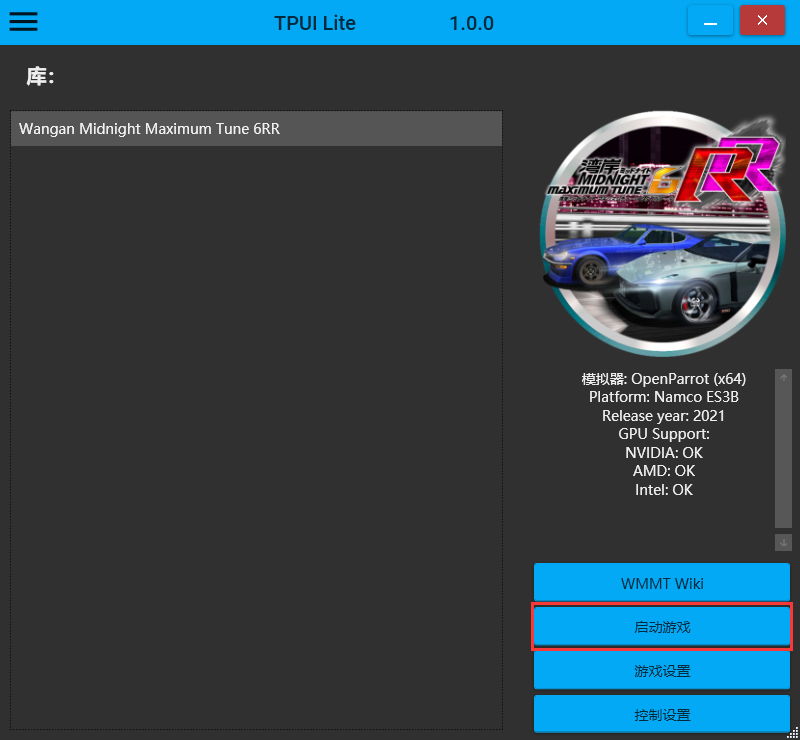 TPUI Lite 1.0.0
库:
Wangan Midnight Maximum Tune 6RR
湾岸
MIDNIGHT
MAXIMUM TUNE 6 RR
模拟器: OpenParrot (x64)
Platform: Namco ES3B
Release year: 2021
GPU Support:
NVIDIA: OK
AMD: OK
Intel: OK
WMMT Wiki
启动游戏
游戏设置
控制设置